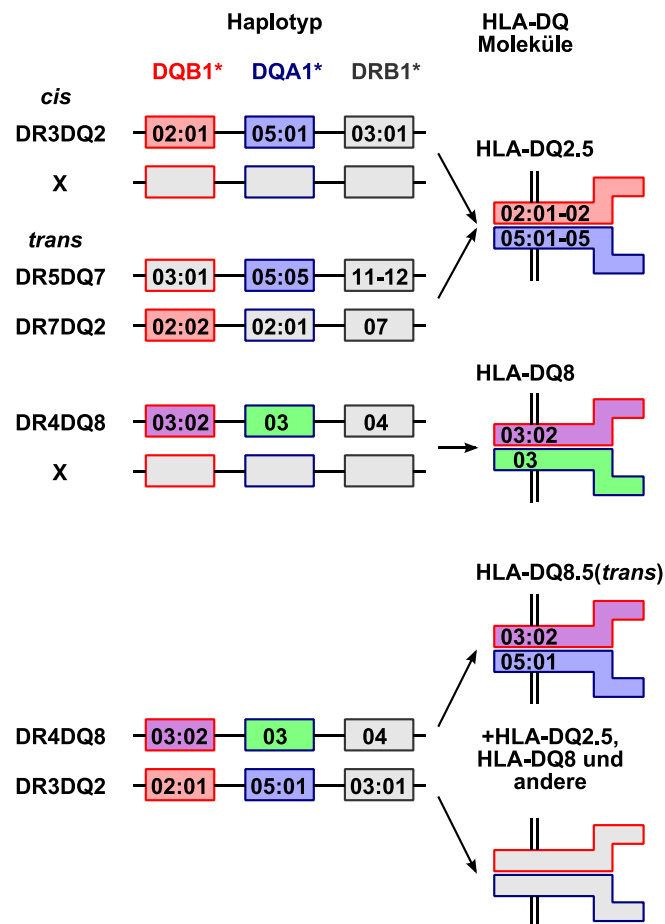 Haplotyp
HLA-DQ
Moleküle
DQB1* DQA1* DRB1*
cis
DR3DQ2 02:01 05:01 03:01
X
HLA-DQ2.5
02:01-02
05:01-05
trans
DR5DQ7 03:01 05:05 11-12
DR7DQ2 02:02 02:01 07
HLA-DQ8
DR4DQ8 03:02 03 04
03:02
03
X
HLA-DQ8.5(trans)
03:02
05:01
DR4DQ8 03:02 03 04
DR3DQ2 02:01 05:01 03:01
+HLA-DQ2.5,
HLA-DQ8 und
andere